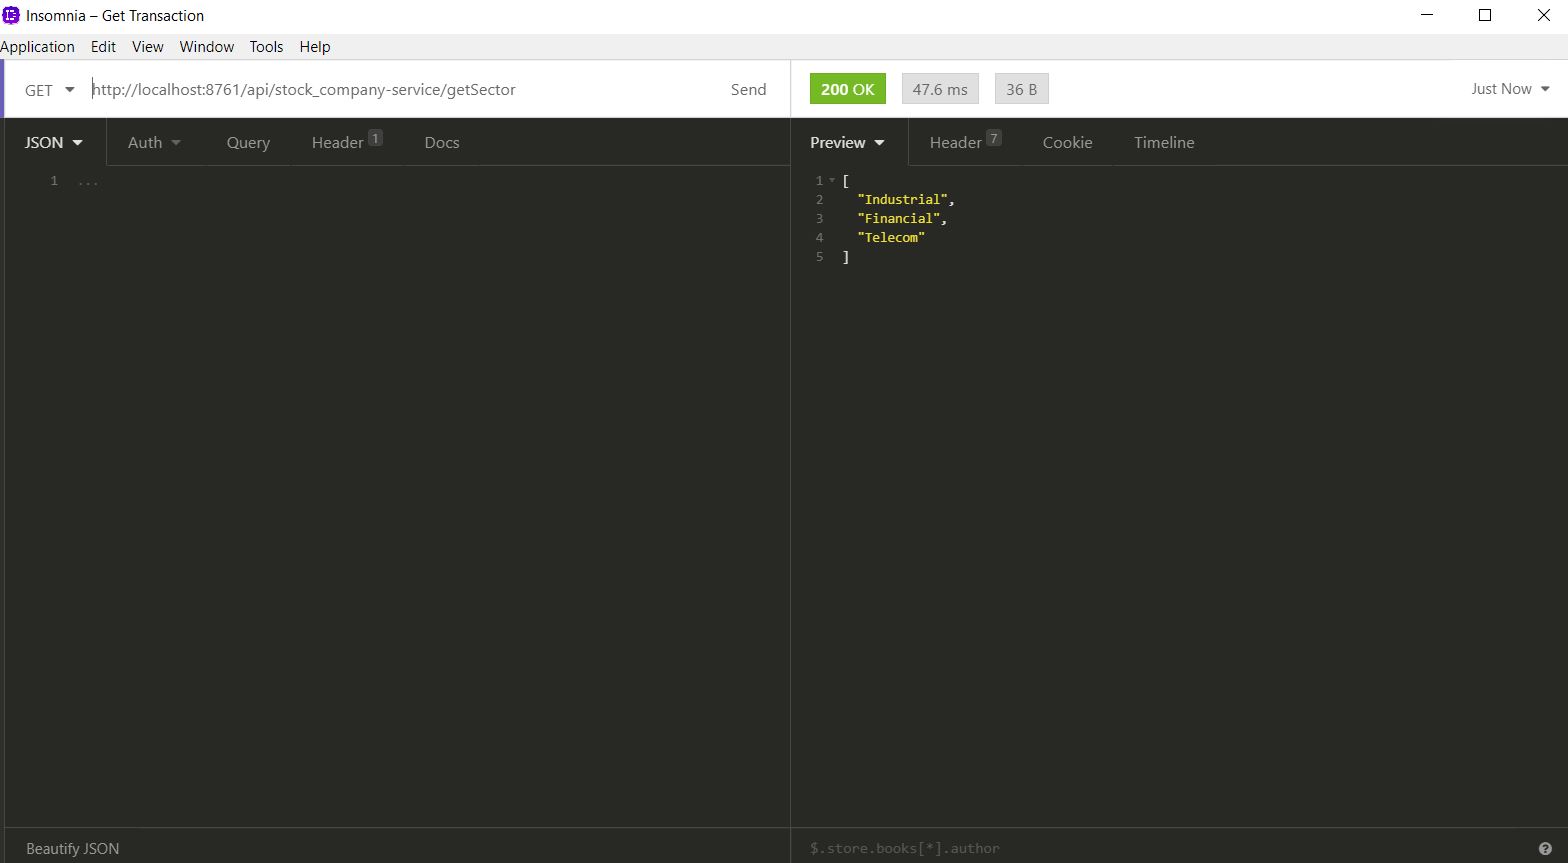 Insomnia – Get Transaction
Application Edit View Window Tools Help
GET http://localhost:8761/api/stock_company-service/getSector Send
200 OK 47.6 ms 36 B Just Now
JSON Auth Query Header 1 Docs
Preview Header 7 Cookie Timeline
1 ...
1 [
2 "Industrial",
3 "Financial",
4 "Telecom"
5 ]
Beautify JSON
$.store.books[*].author ?